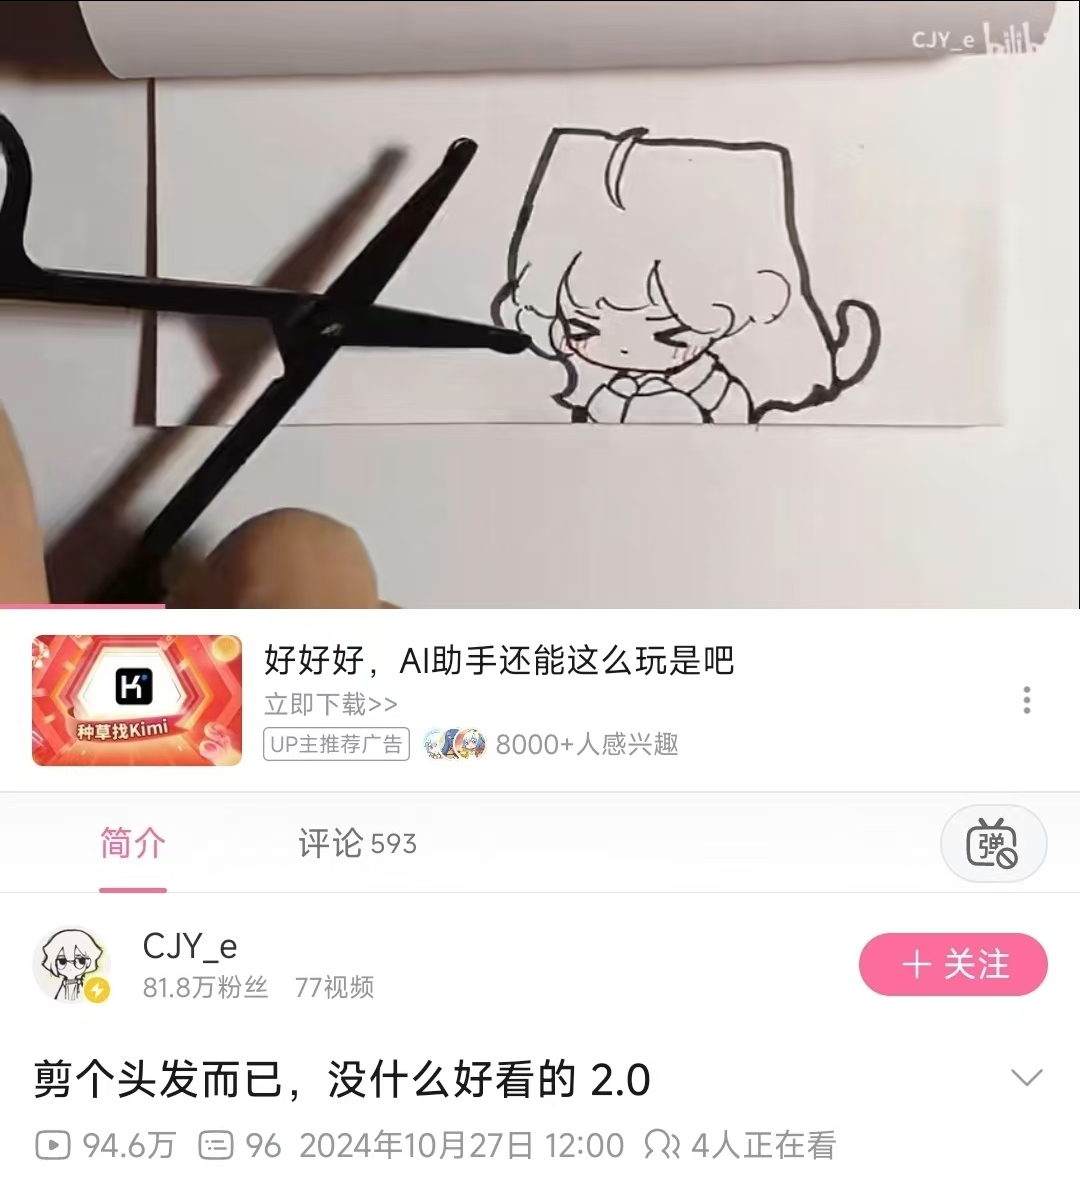 CJY_e bilibili
好好好，AI助手还能这么玩是吧
立即下载>>
种草找Kimi
UP主推荐广告 8000+人感兴趣
简介 评论 593
弹
CJY_e
81.8万粉丝 77视频
+ 关注
剪个头发而已，没什么好看的 2.0
94.6万 96 2024年10月27日 12:00 4人正在看